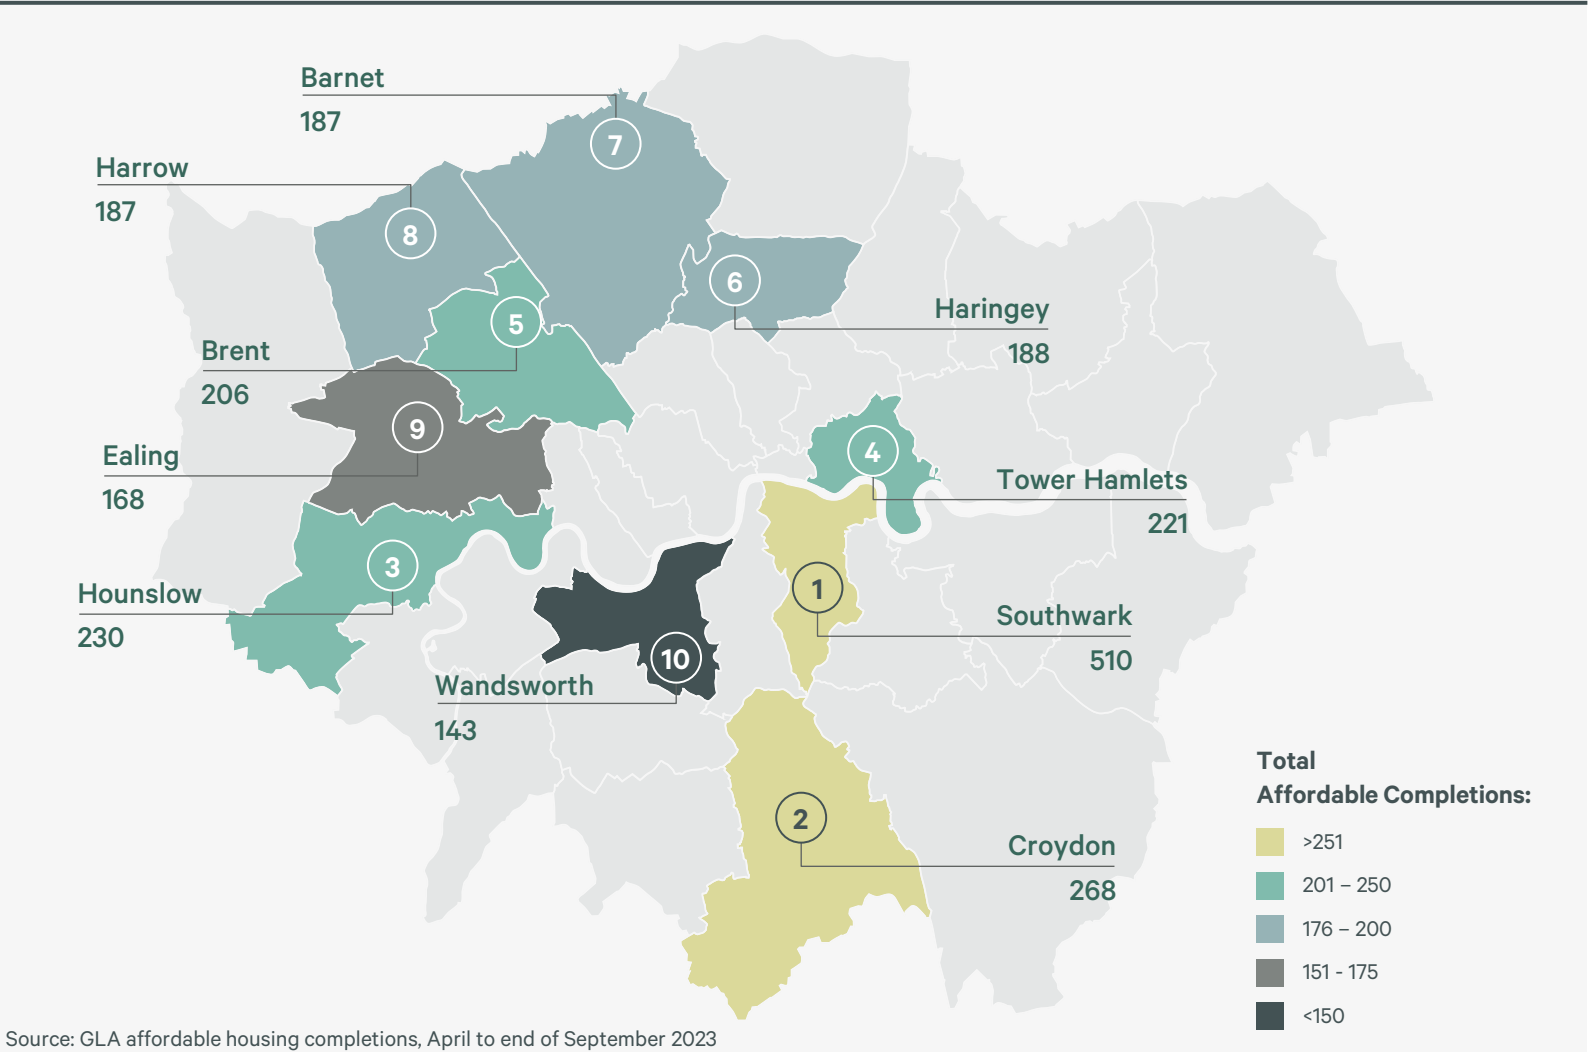 Barnet
187
7
Harrow
187
8
6
Haringey
188
5
Brent
206
9
Ealing
168
4
Tower Hamlets
221
3
Hounslow
230
1
Southwark
510
10
Wandsworth
143
2
Croydon
268
Total
Affordable Completions:
>251
201 – 250
176 – 200
151 - 175
<150
Source: GLA affordable housing completions, April to end of September 2023